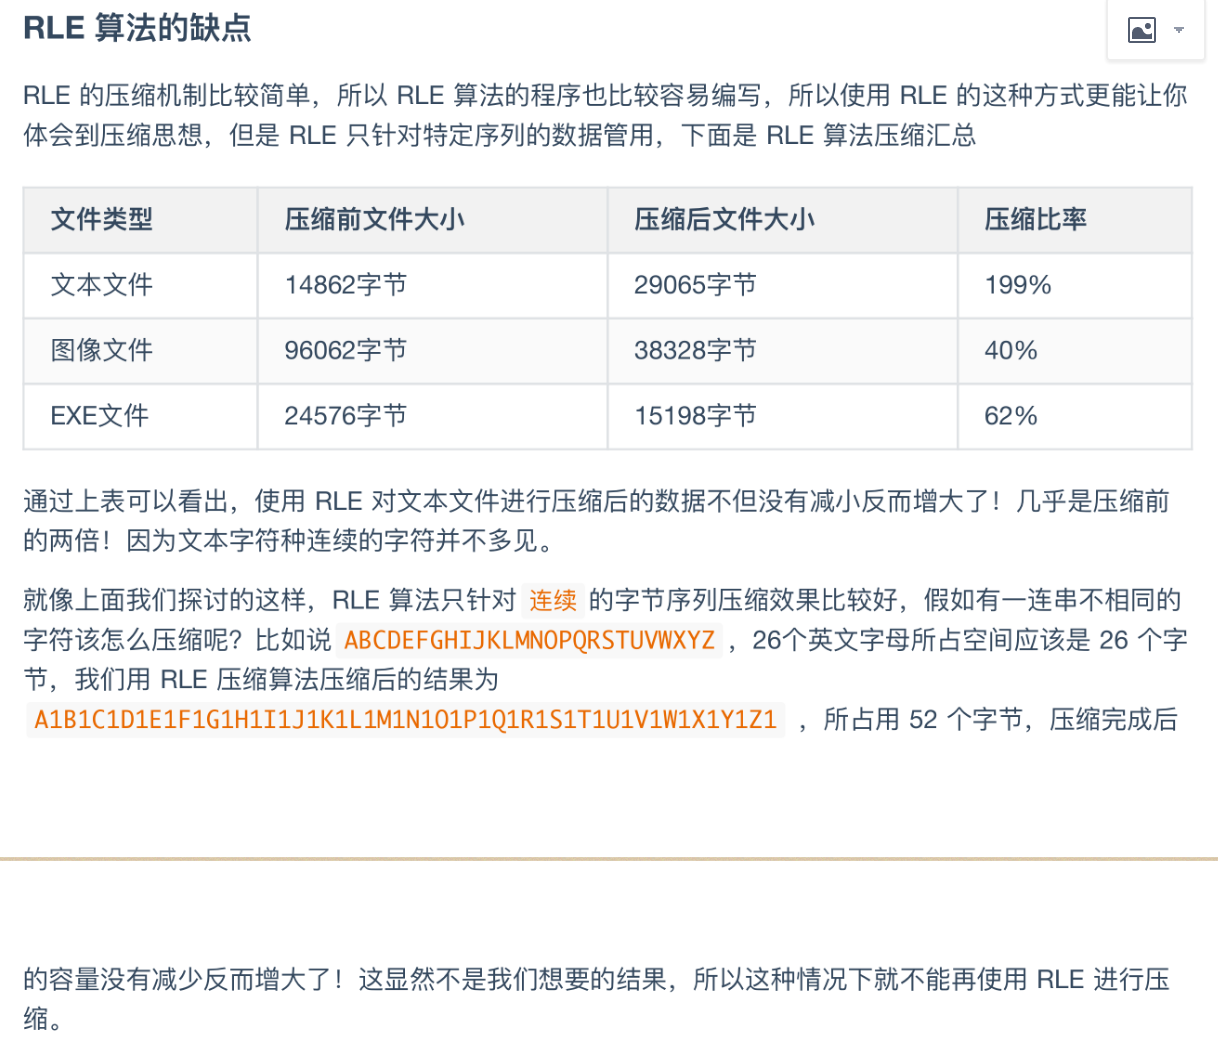 RLE 算法的缺点
RLE 的压缩机制比较简单，所以 RLE 算法的程序也比较容易编写，所以使用 RLE 的这种方式更能让你
体会到压缩思想，但是 RLE 只针对特定序列的数据管用，下面是 RLE 算法压缩汇总
文件类型 压缩前文件大小 压缩后文件大小 压缩比率
文本文件 14862字节 29065字节 199%
图像文件 96062字节 38328字节 40%
EXE文件 24576字节 15198字节 62%
通过上表可以看出，使用 RLE 对文本文件进行压缩后的数据不但没有减小反而增大了！几乎是压缩前
的两倍！因为文本字符种连续的字符并不多见。
就像上面我们探讨的这样，RLE 算法只针对 连续 的字节序列压缩效果比较好，假如有一连串不相同的
字符该怎么压缩呢？比如说 ABCDEFGHIJKLMNOPQRSTUVWXYZ ，26个英文字母所占空间应该是 26 个字
节，我们用 RLE 压缩算法压缩后的结果为
A1B1C1D1E1F1G1H1I1J1K1L1M1N1O1P1Q1R1S1T1U1V1W1X1Y1Z1 ，所占用 52 个字节，压缩完成后
的容量没有减少反而增大了！这显然不是我们想要的结果，所以这种情况下就不能再使用 RLE 进行压
缩。